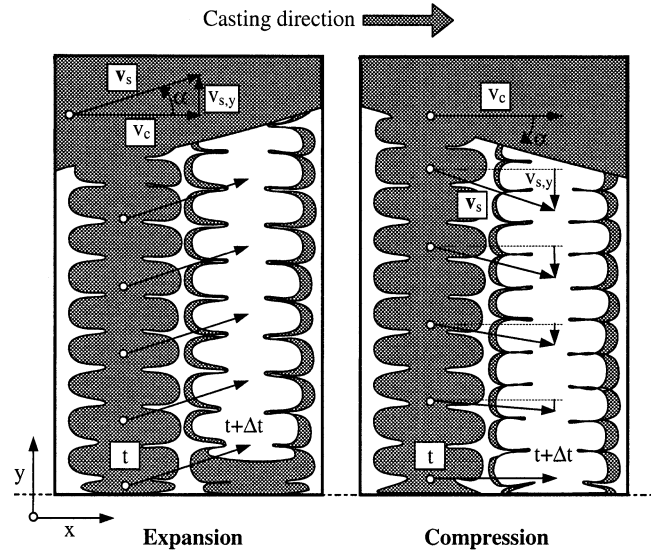 Casting direction
v_s
α
v_s,y
v_c
v_c
α
v_s,y
v_s
t+Δt
t
t+Δt
t
y
x
Expansion
Compression